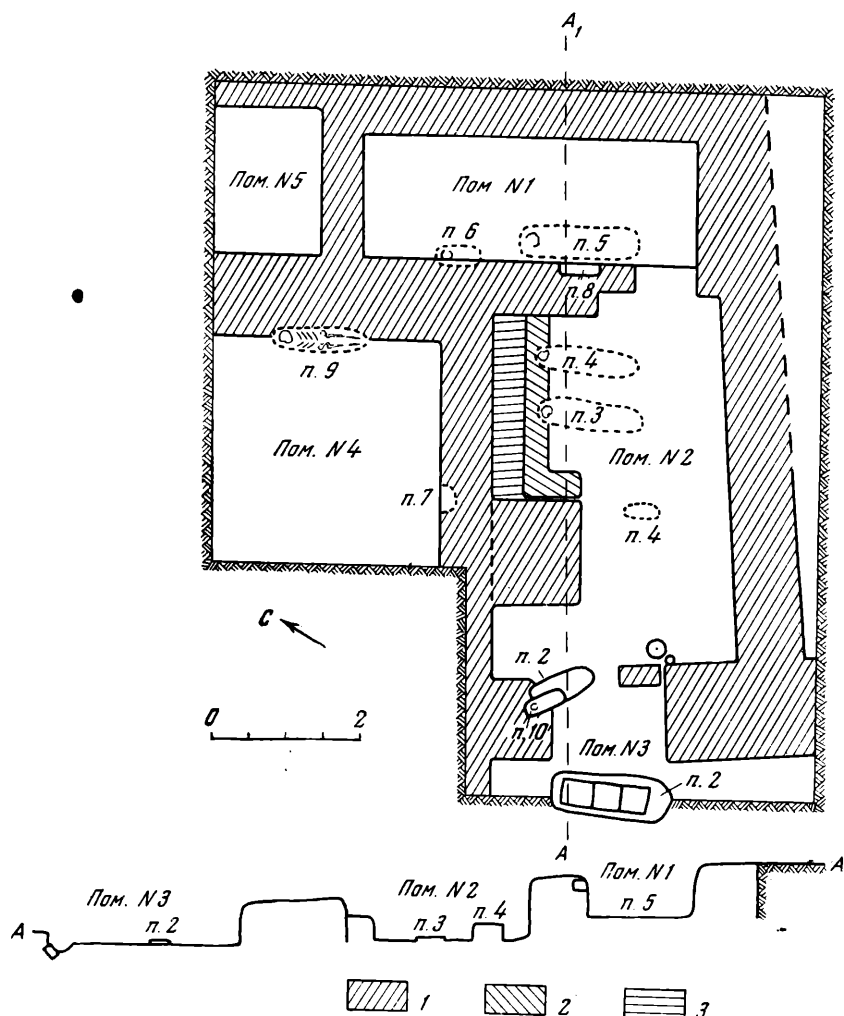 А₁
Пом. N5
Пом N1
п 6
п. 5
п.8
п. 9
п. 4
п. 3
Пом. N4
Пом. N2
п. 7
п. 4
С
п. 2
0 2
п. 10
Пом. N3
п. 2
А
Пом. N3
Пом. N2
Пом. N1
А
п. 2
п. 3
п. 4
п. 5
А
1 2 3